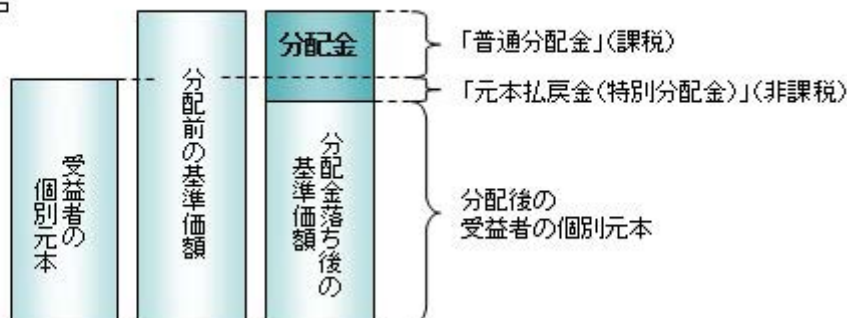 分配金
「普通分配金」(課税)
「元本払戻金(特別分配金)」(非課税)
受益者の
個別元本
分配前の基準価額
分配金落ち後の
基準価額
分配後の
受益者の個別元本